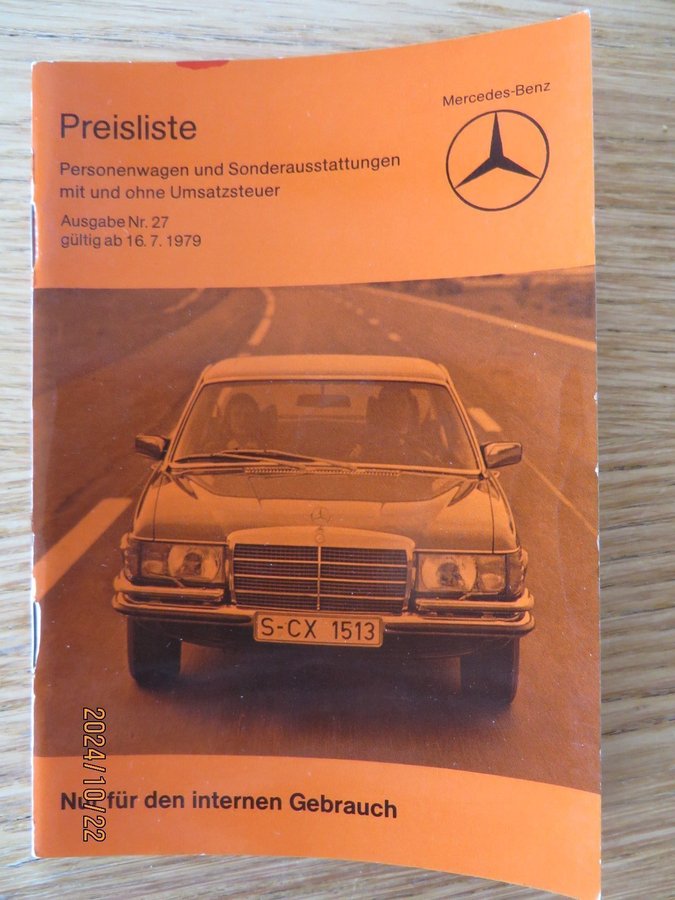 Mercedes-Benz
Preisliste
Personenwagen und Sonderausstattungen
mit und ohne Umsatzsteuer
Ausgabe Nr. 27
gültig ab 16. 7. 1979
S-CX 1513
Nur für den internen Gebrauch
2024/10/22